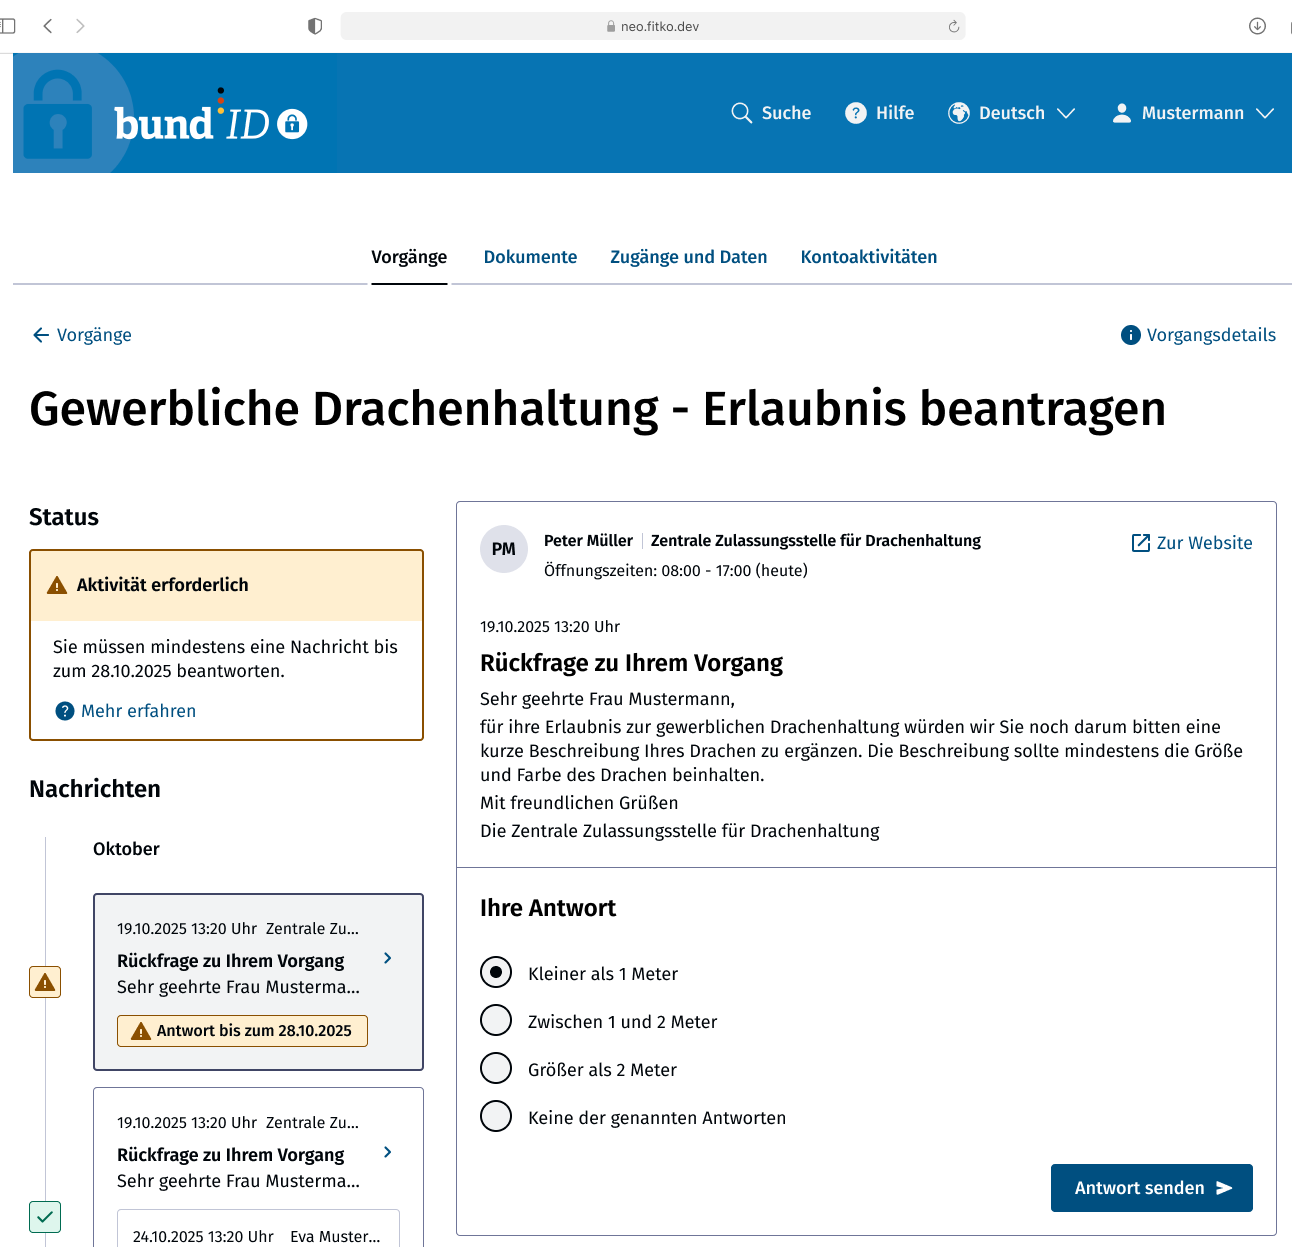 neo.fitko.dev
bund ID
Suche
Hilfe
Deutsch
Mustermann
Vorgänge
Dokumente
Zugänge und Daten
Kontoaktivitäten
Vorgänge
Vorgangsdetails
Gewerbliche Drachenhaltung - Erlaubnis beantragen
Status
Aktivität erforderlich
Sie müssen mindestens eine Nachricht bis
zum 28.10.2025 beantworten.
Mehr erfahren
Nachrichten
Oktober
19.10.2025 13:20 Uhr Zentrale Zu...
Rückfrage zu Ihrem Vorgang
Sehr geehrte Frau Musterma...
Antwort bis zum 28.10.2025
19.10.2025 13:20 Uhr Zentrale Zu...
Rückfrage zu Ihrem Vorgang
Sehr geehrte Frau Musterma...
24.10.2025 13:20 Uhr Eva Muster...
PM
Peter Müller | Zentrale Zulassungsstelle für Drachenhaltung
Öffnungszeiten: 08:00 - 17:00 (heute)
Zur Website
19.10.2025 13:20 Uhr
Rückfrage zu Ihrem Vorgang
Sehr geehrte Frau Mustermann,
für ihre Erlaubnis zur gewerblichen Drachenhaltung würden wir Sie noch darum bitten eine
kurze Beschreibung Ihres Drachen zu ergänzen. Die Beschreibung sollte mindestens die Größe
und Farbe des Drachen beinhalten.
Mit freundlichen Grüßen
Die Zentrale Zulassungsstelle für Drachenhaltung
Ihre Antwort
Kleiner als 1 Meter
Zwischen 1 und 2 Meter
Größer als 2 Meter
Keine der genannten Antworten
Antwort senden